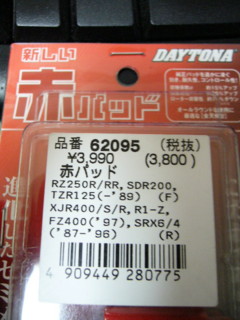 新しい
DAYTONA
赤パッド
品番 62095 (税抜)
¥3,990 (3,800)
赤パッド
RZ250R/RR,SDR200,
TZR125(-'89) (F)
XJR400/S/R,R1-Z,
FZ400('97),SRX6/4
('87-'96) (R)
4 909449 280775